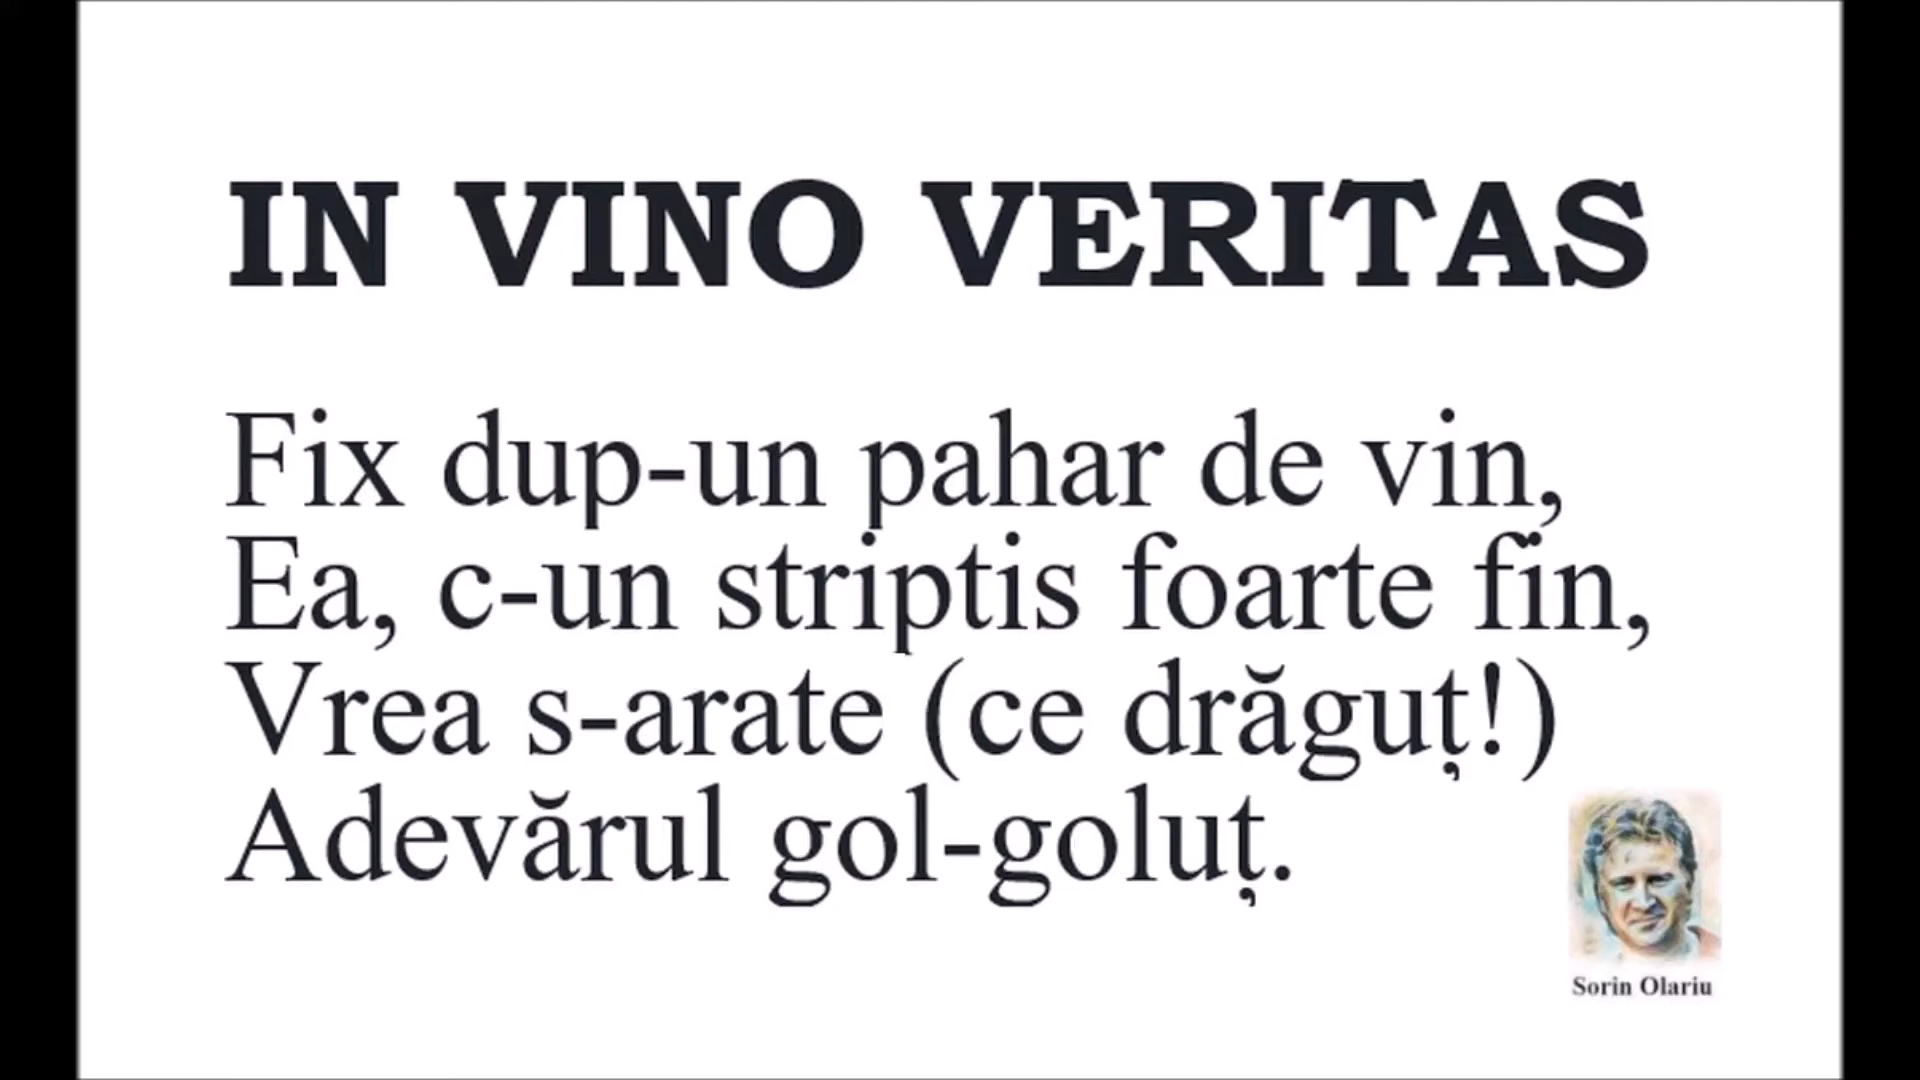 IN VINO VERITAS
Fix dup-un pahar de vin,
Ea, c-un striptis foarte fin,
Vrea s-arate (ce drăguț!)
Adevărul gol-goluț.
Sorin Olariu